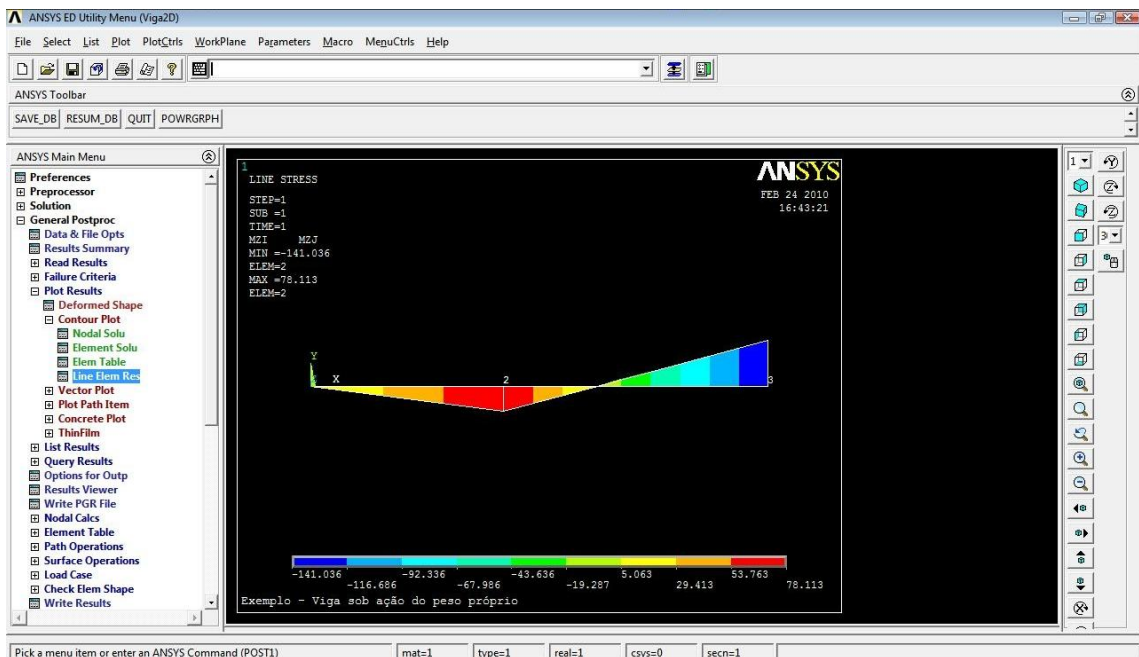 ANSYS ED Utility Menu (Viga2D)
File Select List Plot PlotCtrls WorkPlane Parameters Macro MenuCtrls Help
ANSYS Toolbar
SAVE_DB RESUM_DB QUIT POWRGRPH
ANSYS Main Menu
Preferences
Preprocessor
Solution
General Postproc
Data & File Opts
Results Summary
Read Results
Failure Criteria
Plot Results
Deformed Shape
Contour Plot
Nodal Solu
Element Solu
Elem Table
Line Elem Res
Vector Plot
Plot Path Item
Concrete Plot
ThinFilm
List Results
Query Results
Options for Outp
Results Viewer
Write PGR File
Nodal Calcs
Element Table
Path Operations
Surface Operations
Load Case
Check Elem Shape
Write Results
1
LINE STRESS
STEP=1
SUB =1
TIME=1
MZI MZJ
MIN =-141.036
ELEM=2
MAX =78.113
ELEM=2
ANSYS
FEB 24 2010
16:43:21
Y
X 2
3
-141.036 -92.336 -43.636 5.063 53.763
-116.686 -67.986 -19.287 29.413 78.113
Exemplo - Viga sob ação do peso próprio
1
Pick a menu item or enter an ANSYS Command (POST1) mat=1 type=1 real=1 csys=0 secn=1